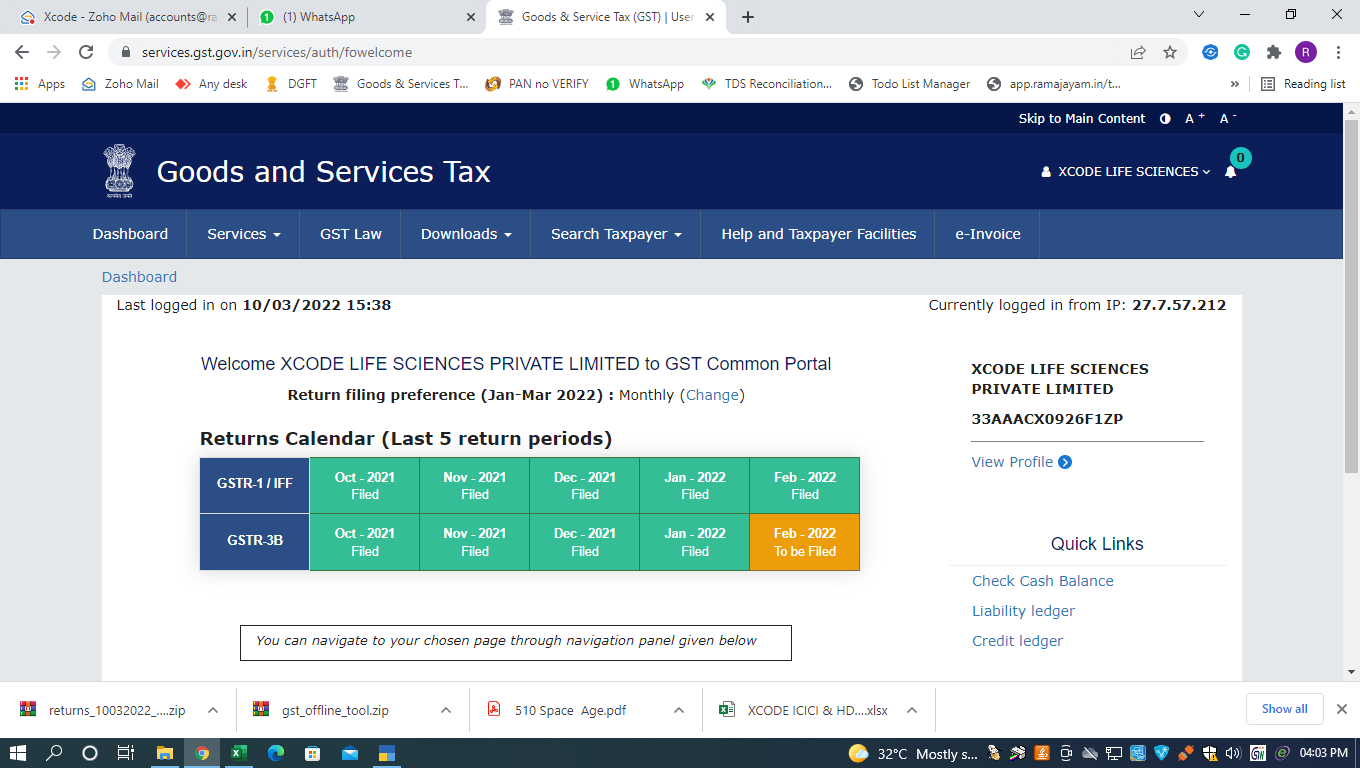 Xcode - Zoho Mail (accounts@ra
(1) WhatsApp
Goods & Service Tax (GST) | User
services.gst.gov.in/services/auth/fowelcome
R
Apps
Zoho Mail
Any desk
DGFT
Goods & Services T...
PAN no VERIFY
WhatsApp
TDS Reconciliation...
Todo List Manager
app.ramajayam.in/t...
»
Reading list
Skip to Main Content
A +
A -
Goods and Services Tax
XCODE LIFE SCIENCES
0
Dashboard
Services
GST Law
Downloads
Search Taxpayer
Help and Taxpayer Facilities
e-Invoice
Dashboard
Last logged in on 10/03/2022 15:38
Currently logged in from IP: 27.7.57.212
Welcome XCODE LIFE SCIENCES PRIVATE LIMITED to GST Common Portal
Return filing preference (Jan-Mar 2022) : Monthly (Change)
Returns Calendar (Last 5 return periods)
GSTR-1 / IFF
Oct - 2021
Filed
Nov - 2021
Filed
Dec - 2021
Filed
Jan - 2022
Filed
Feb - 2022
Filed
GSTR-3B
Oct - 2021
Filed
Nov - 2021
Filed
Dec - 2021
Filed
Jan - 2022
Filed
Feb - 2022
To be Filed
You can navigate to your chosen page through navigation panel given below
XCODE LIFE SCIENCES
PRIVATE LIMITED
33AAACX0926F1ZP
View Profile
Quick Links
Check Cash Balance
Liability ledger
Credit ledger
returns_10032022_....zip
gst_offline_tool.zip
510 Space Age.pdf
XCODE ICICI & HD....xlsx
Show all
32°C Mostly s...
04:03 PM